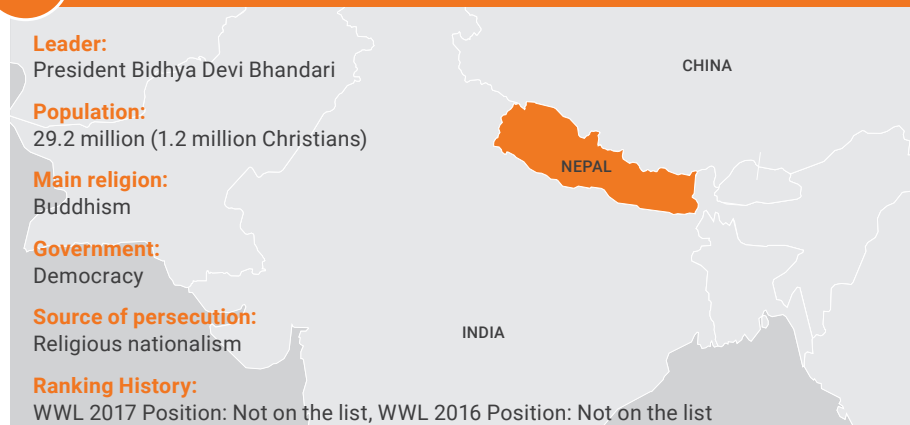 Leader:
President Bidhya Devi Bhandari
CHINA
Population:
29.2 million (1.2 million Christians)
NEPAL
Main religion:
Buddhism
Government:
Democracy
Source of persecution:
Religious nationalism
INDIA
Ranking History:
WWL 2017 Position: Not on the list, WWL 2016 Position: Not on the list